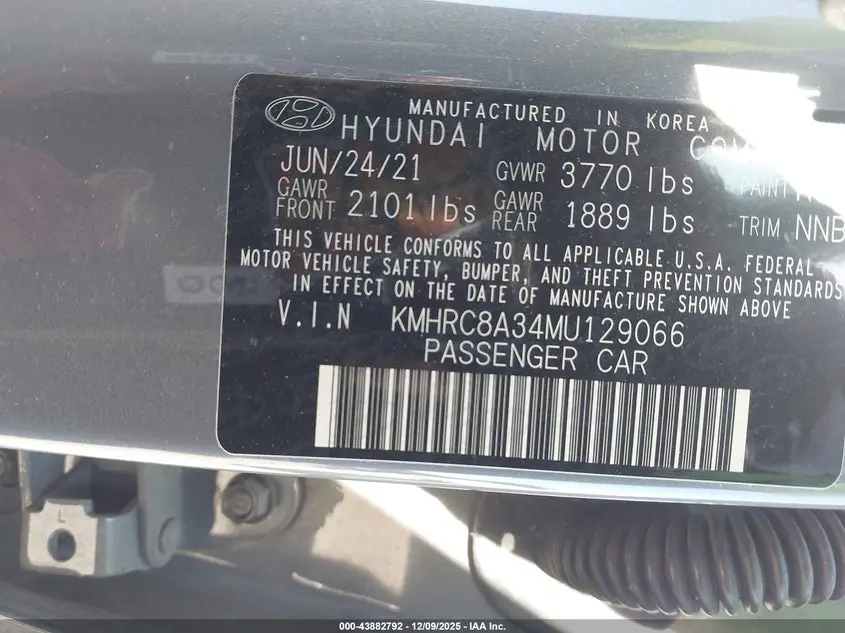 MANUFACTURED IN KOREA
HYUNDAI MOTOR
JUN/24/21 GVWR 3770 lbs
GAWR FRONT 2101 lbs GAWR REAR 1889 lbs TRIM NNB
THIS VEHICLE CONFORMS TO ALL APPLICABLE U.S.A. FEDERAL
MOTOR VEHICLE SAFETY, BUMPER, AND THEFT PREVENTION STANDARDS
IN EFFECT ON THE DATE OF MANUFACTURE SHOWN ABOVE
V.I.N KMHRC8A34MU129066
PASSENGER CAR
L
000-43882792 - 12/09/2025 - IAA Inc.